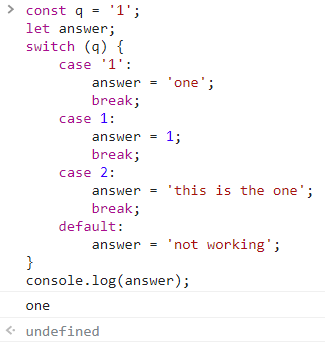 > const q = '1';
let answer;
switch (q) {
    case '1':
        answer = 'one';
        break;
    case 1:
        answer = 1;
        break;
    case 2:
        answer = 'this is the one';
        break;
    default:
        answer = 'not working';
}
console.log(answer);
one
undefined